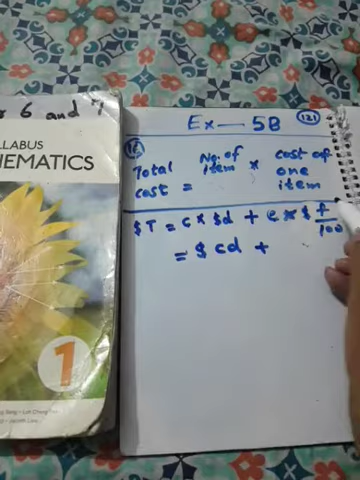 6 and 7
LLABUS
HEMATICS
1
Ex — 5B
121
Total cost = No. of item × cost of one item
$T = c × $d + e × $ f/100
= $ cd +